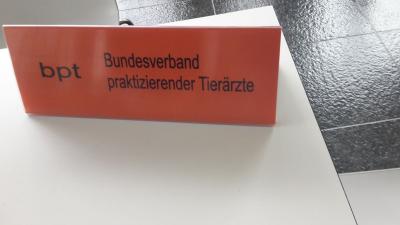 bpt Bundesverband
praktizierender Tierärzte